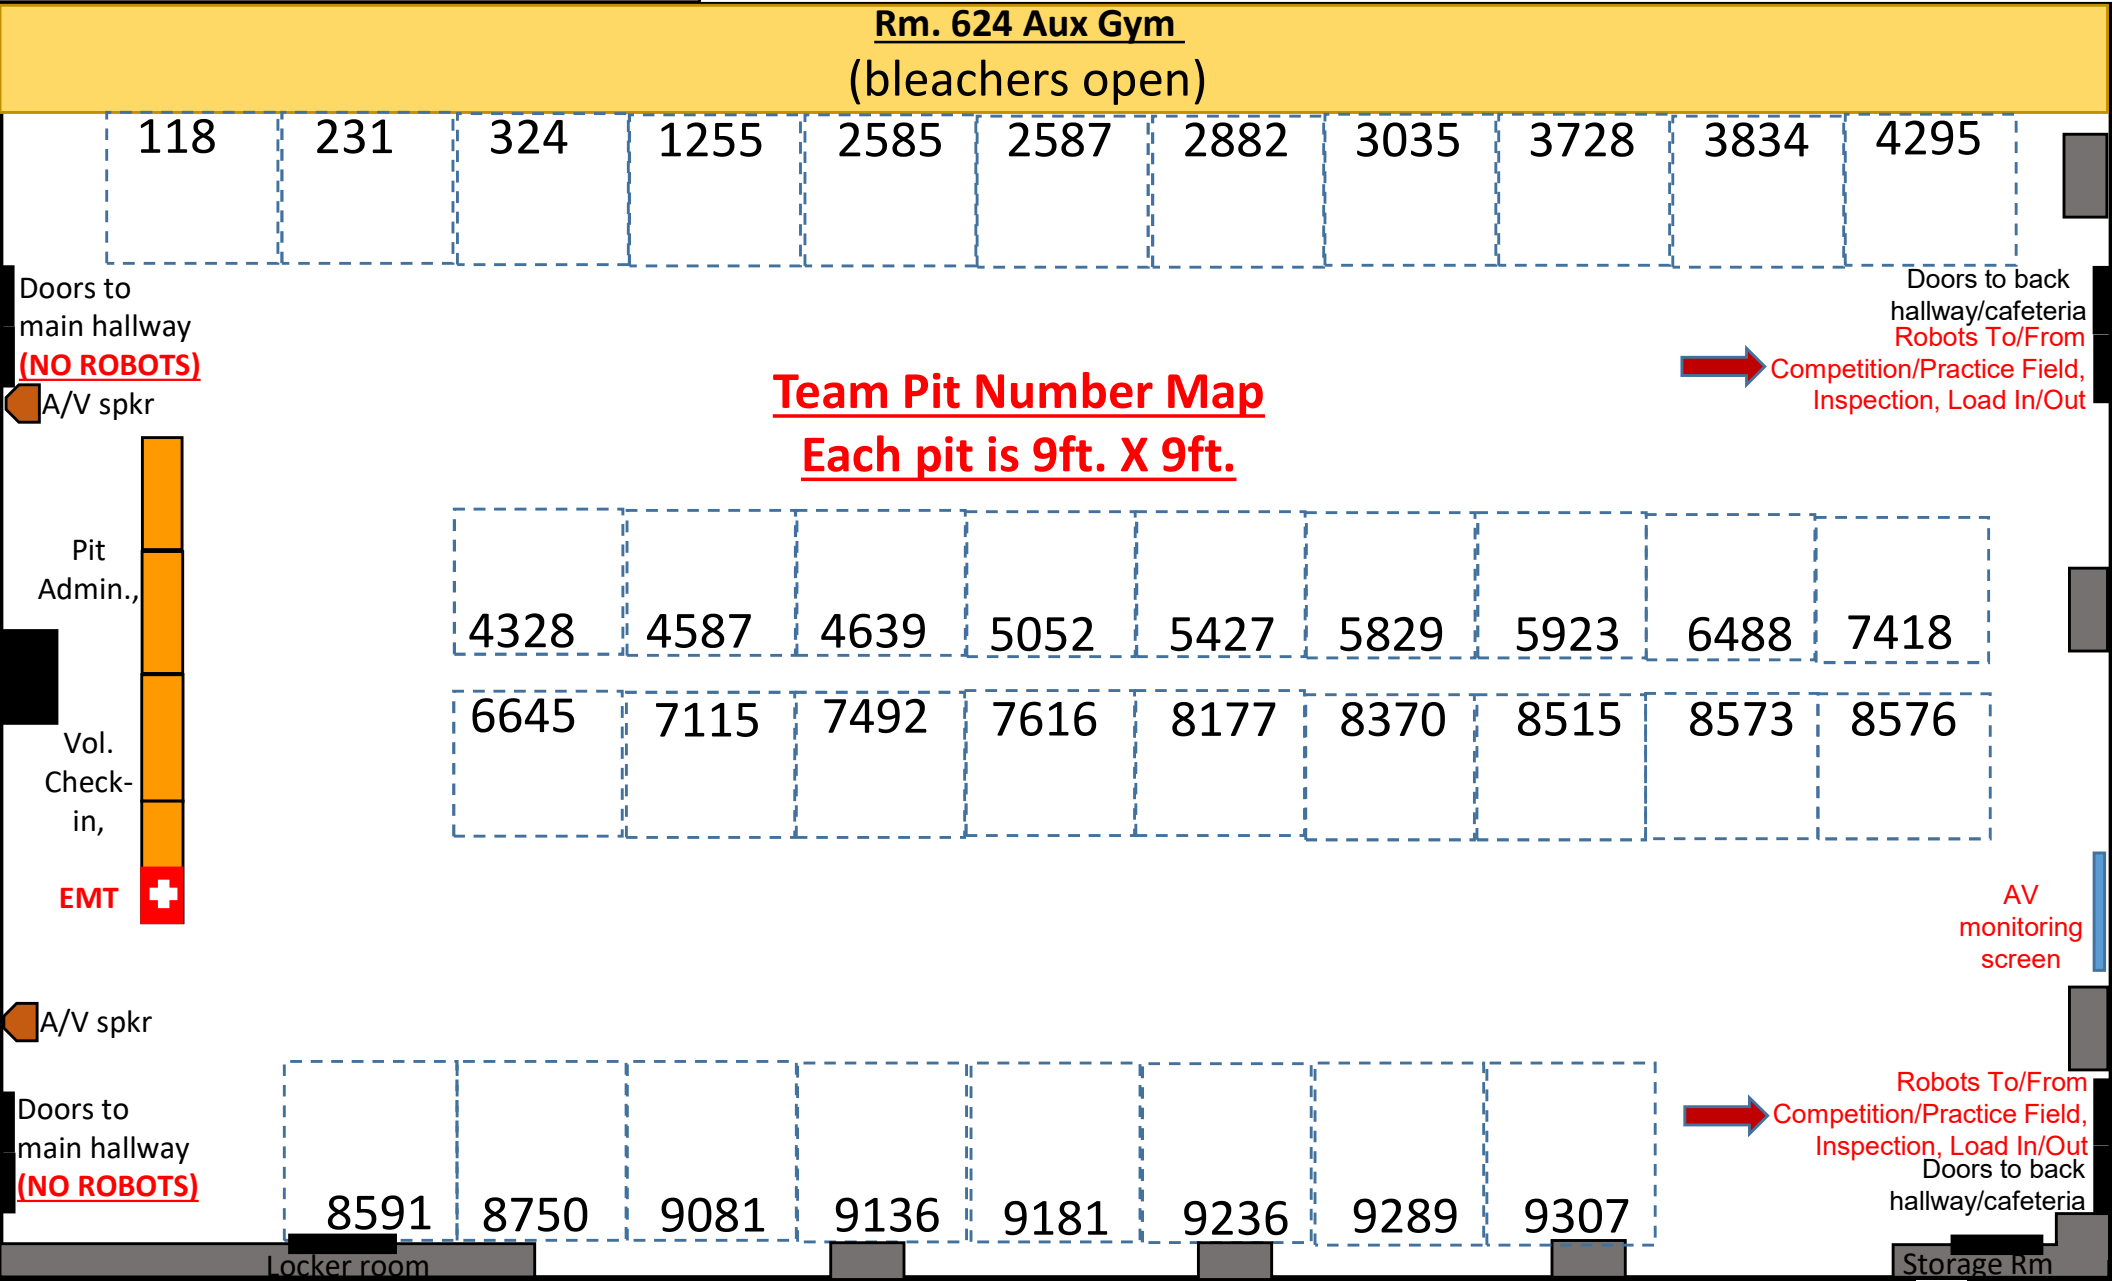 Rm. 624 Aux Gym
(bleachers open)
118 231 324 1255 2585 2587 2882 3035 3728 3834 4295
Doors to
main hallway
(NO ROBOTS)
A/V spkr
Doors to back
hallway/cafeteria
Robots To/From
Competition/Practice Field,
Inspection, Load In/Out
Team Pit Number Map
Each pit is 9ft. X 9ft.
Pit
Admin.,
4328 4587 4639 5052 5427 5829 5923 6488 7418
6645 7115 7492 7616 8177 8370 8515 8573 8576
Vol.
Check-
in,
EMT
AV
monitoring
screen
A/V spkr
Doors to
main hallway
(NO ROBOTS)
Robots To/From
Competition/Practice Field,
Inspection, Load In/Out
Doors to back
hallway/cafeteria
8591 8750 9081 9136 9181 9236 9289 9307
Locker room
Storage Rm